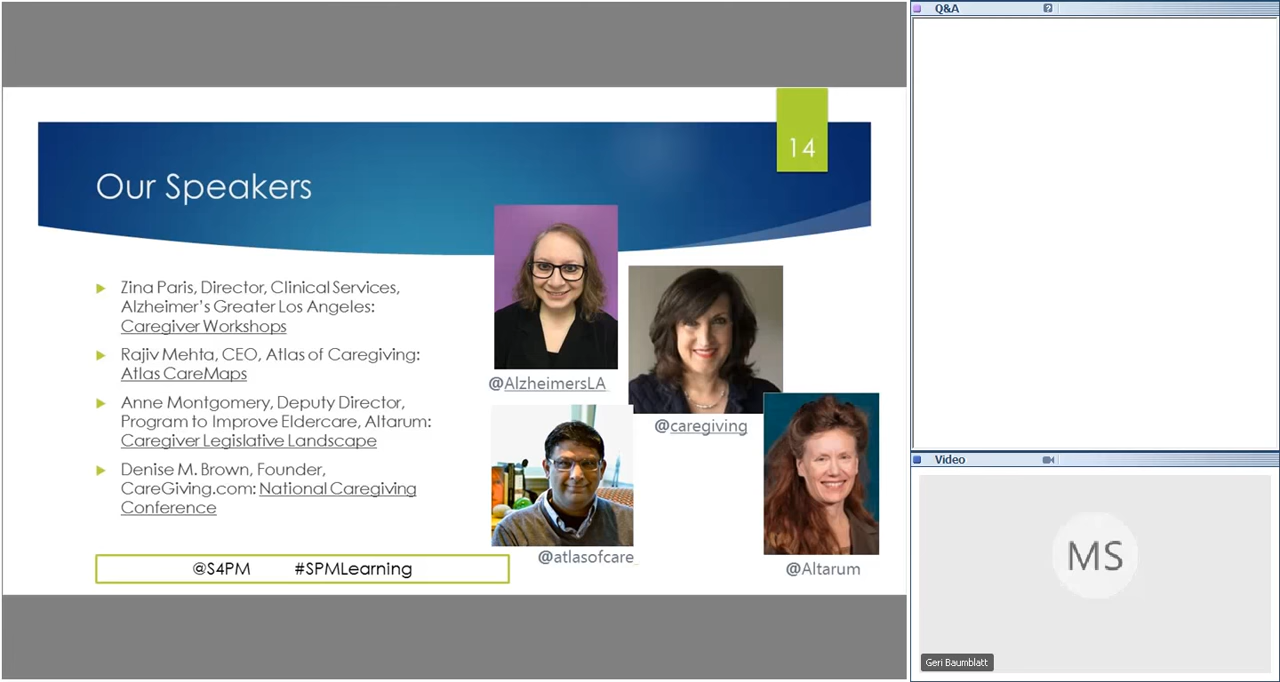 14
Our Speakers
Zina Paris, Director, Clinical Services,
Alzheimer's Greater Los Angeles:
Caregiver Workshops
Rajiv Mehta, CEO, Atlas of Caregiving:
Atlas CareMaps
Anne Montgomery, Deputy Director,
Program to Improve Eldercare, Altarum:
Caregiver Legislative Landscape
Denise M. Brown, Founder,
CareGiving.com: National Caregiving
Conference
@S4PM #SPMLearning
@AlzheimersLA
@caregiving
@atlasofcare
@Altarum
Q&A
?
Video
MS
Geri Baumblatt